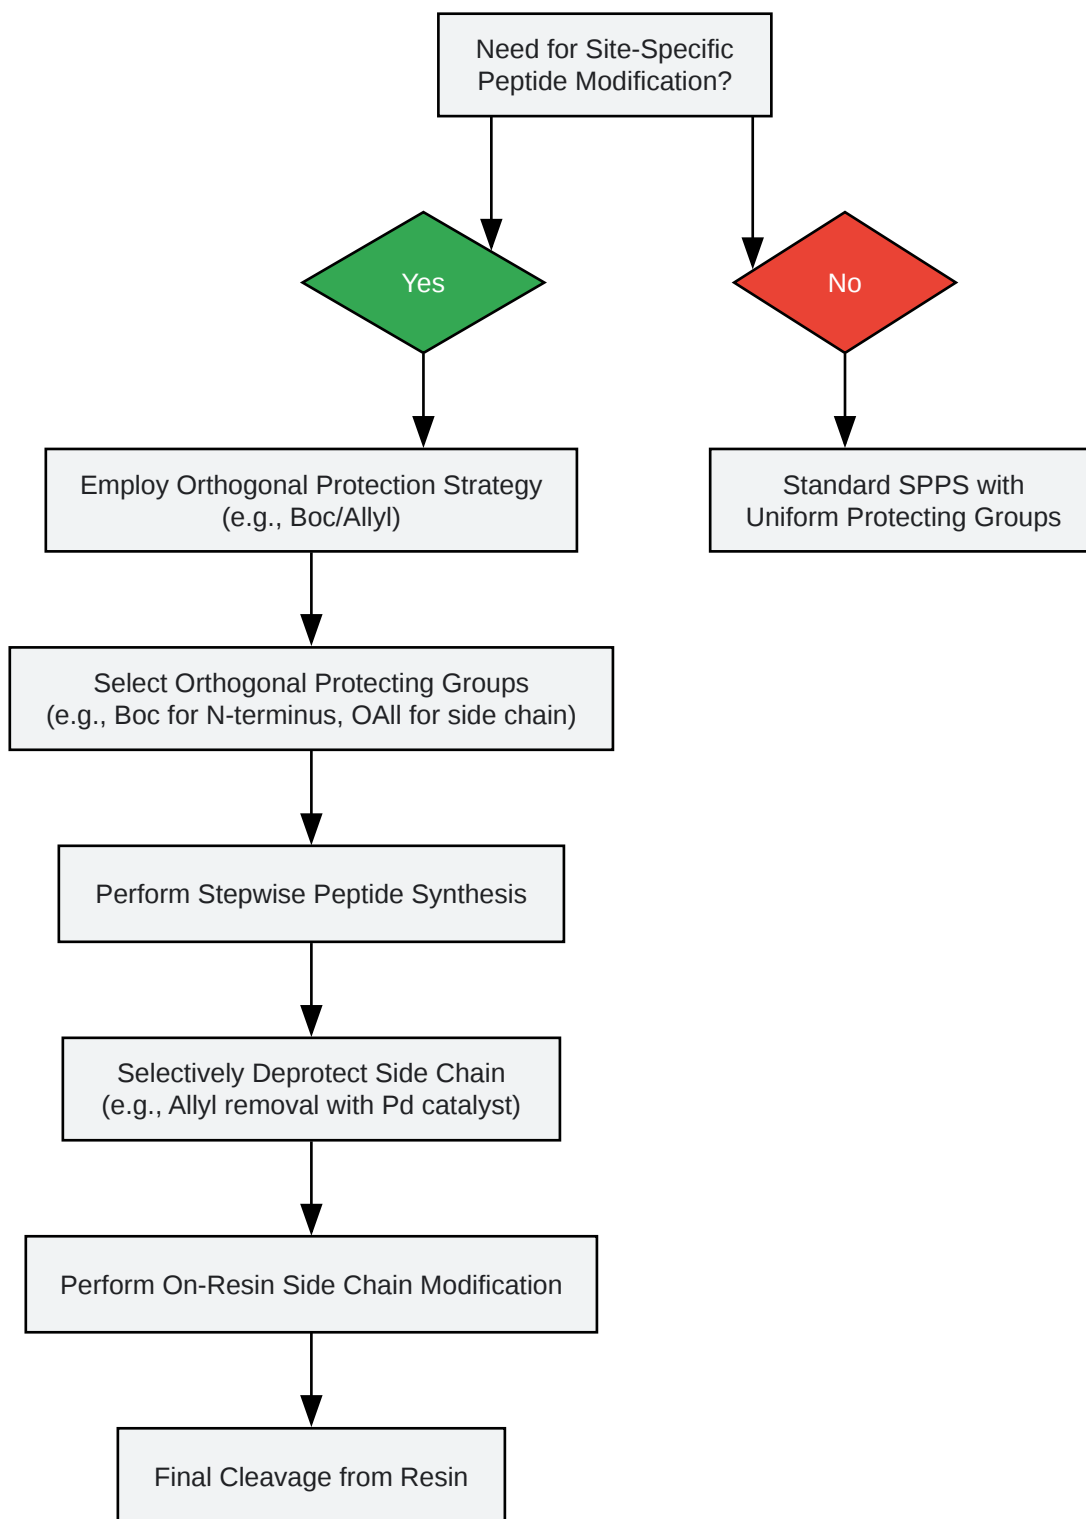 Need for Site-Specific
Peptide Modification?
Yes
No
Employ Orthogonal Protection Strategy
(e.g., Boc/Allyl)
Standard SPPS with
Uniform Protecting Groups
Select Orthogonal Protecting Groups
(e.g., Boc for N-terminus, OAll for side chain)
Perform Stepwise Peptide Synthesis
Selectively Deprotect Side Chain
(e.g., Allyl removal with Pd catalyst)
Perform On-Resin Side Chain Modification
Final Cleavage from Resin